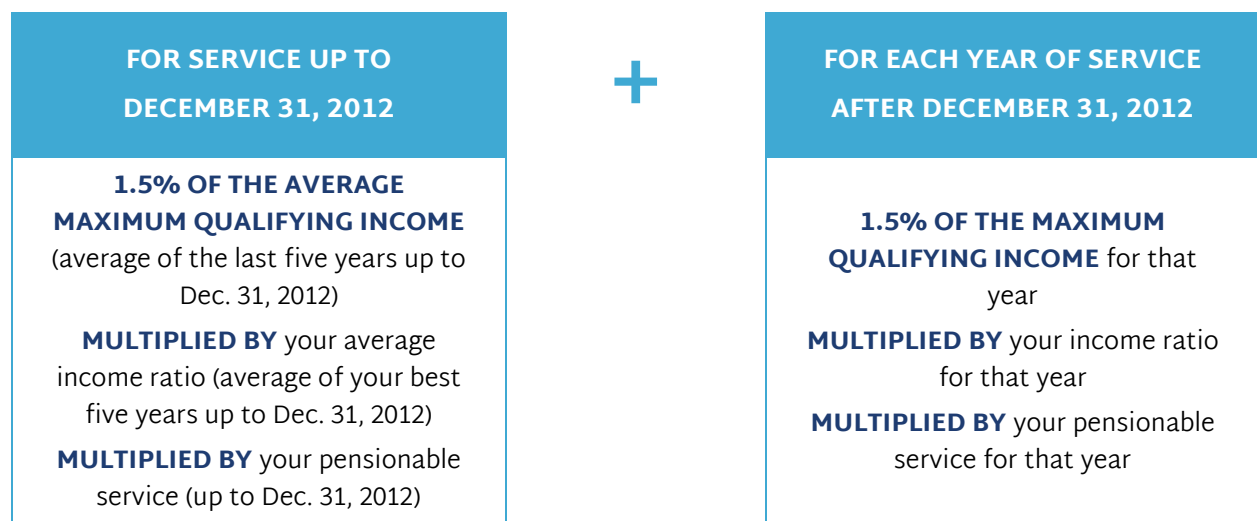 FOR SERVICE UP TO
DECEMBER 31, 2012
1.5% OF THE AVERAGE
MAXIMUM QUALIFYING INCOME
(average of the last five years up to
Dec. 31, 2012)
MULTIPLIED BY your average
income ratio (average of your best
five years up to Dec. 31, 2012)
MULTIPLIED BY your pensionable
service (up to Dec. 31, 2012)
+
FOR EACH YEAR OF SERVICE
AFTER DECEMBER 31, 2012
1.5% OF THE MAXIMUM
QUALIFYING INCOME for that
year
MULTIPLIED BY your income ratio
for that year
MULTIPLIED BY your pensionable
service for that year